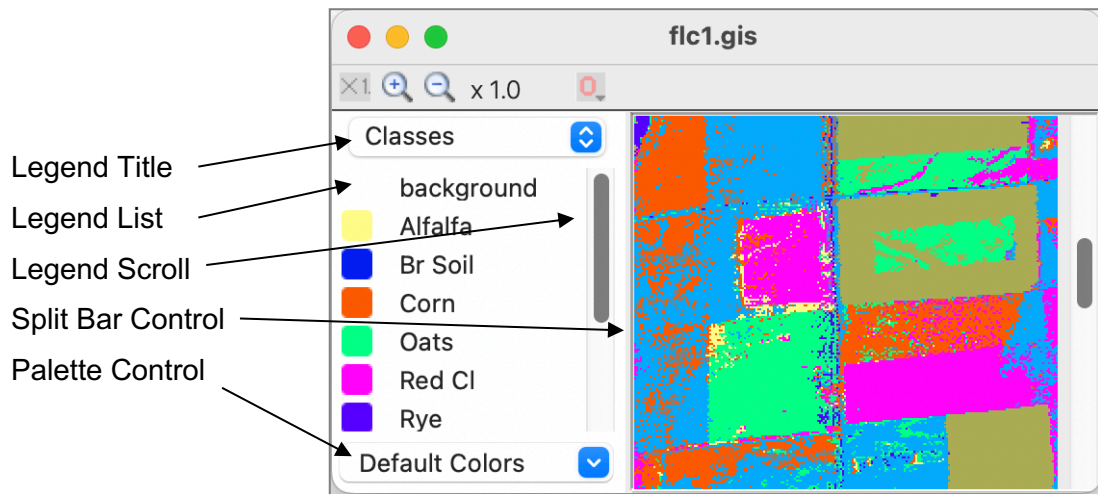 flc1.gis
×1. x 1.0
Classes
Legend Title
background
Legend List
Alfalfa
Br Soil
Legend Scroll
Corn
Split Bar Control
Oats
Palette Control
Red Cl
Rye
Default Colors